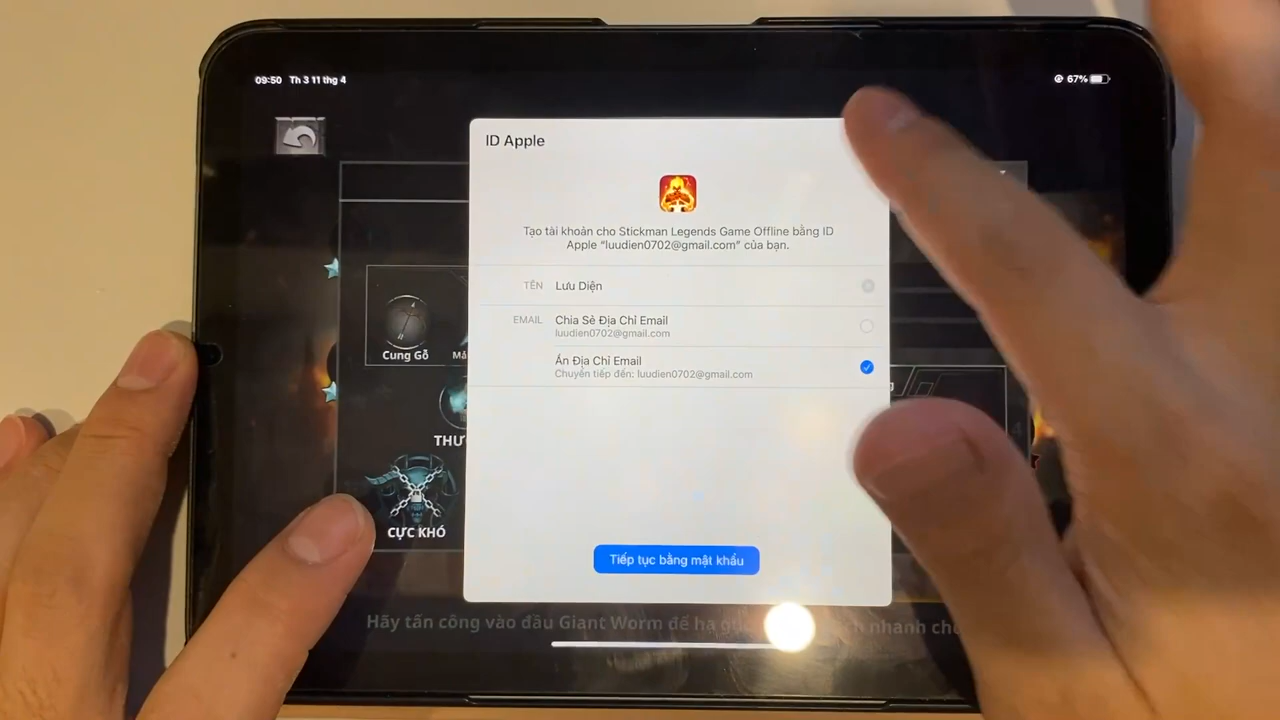 09:50 Th 3 11 thg 4
67%
ID Apple
Tạo tài khoản cho Stickman Legends Game Offline bằng ID
Apple “luudien0702@gmail.com” của bạn.
TÊN Lưu Diện
EMAIL Chia Sẻ Địa Chỉ Email
luudien0702@gmail.com
Ẩn Địa Chỉ Email
Chuyển tiếp đến: luudien0702@gmail.com
Cung Gỗ
CỰC KHÓ
Tiếp tục bằng mật khẩu
Hãy tấn công vào đầu Giant Worm để hạ nhanh